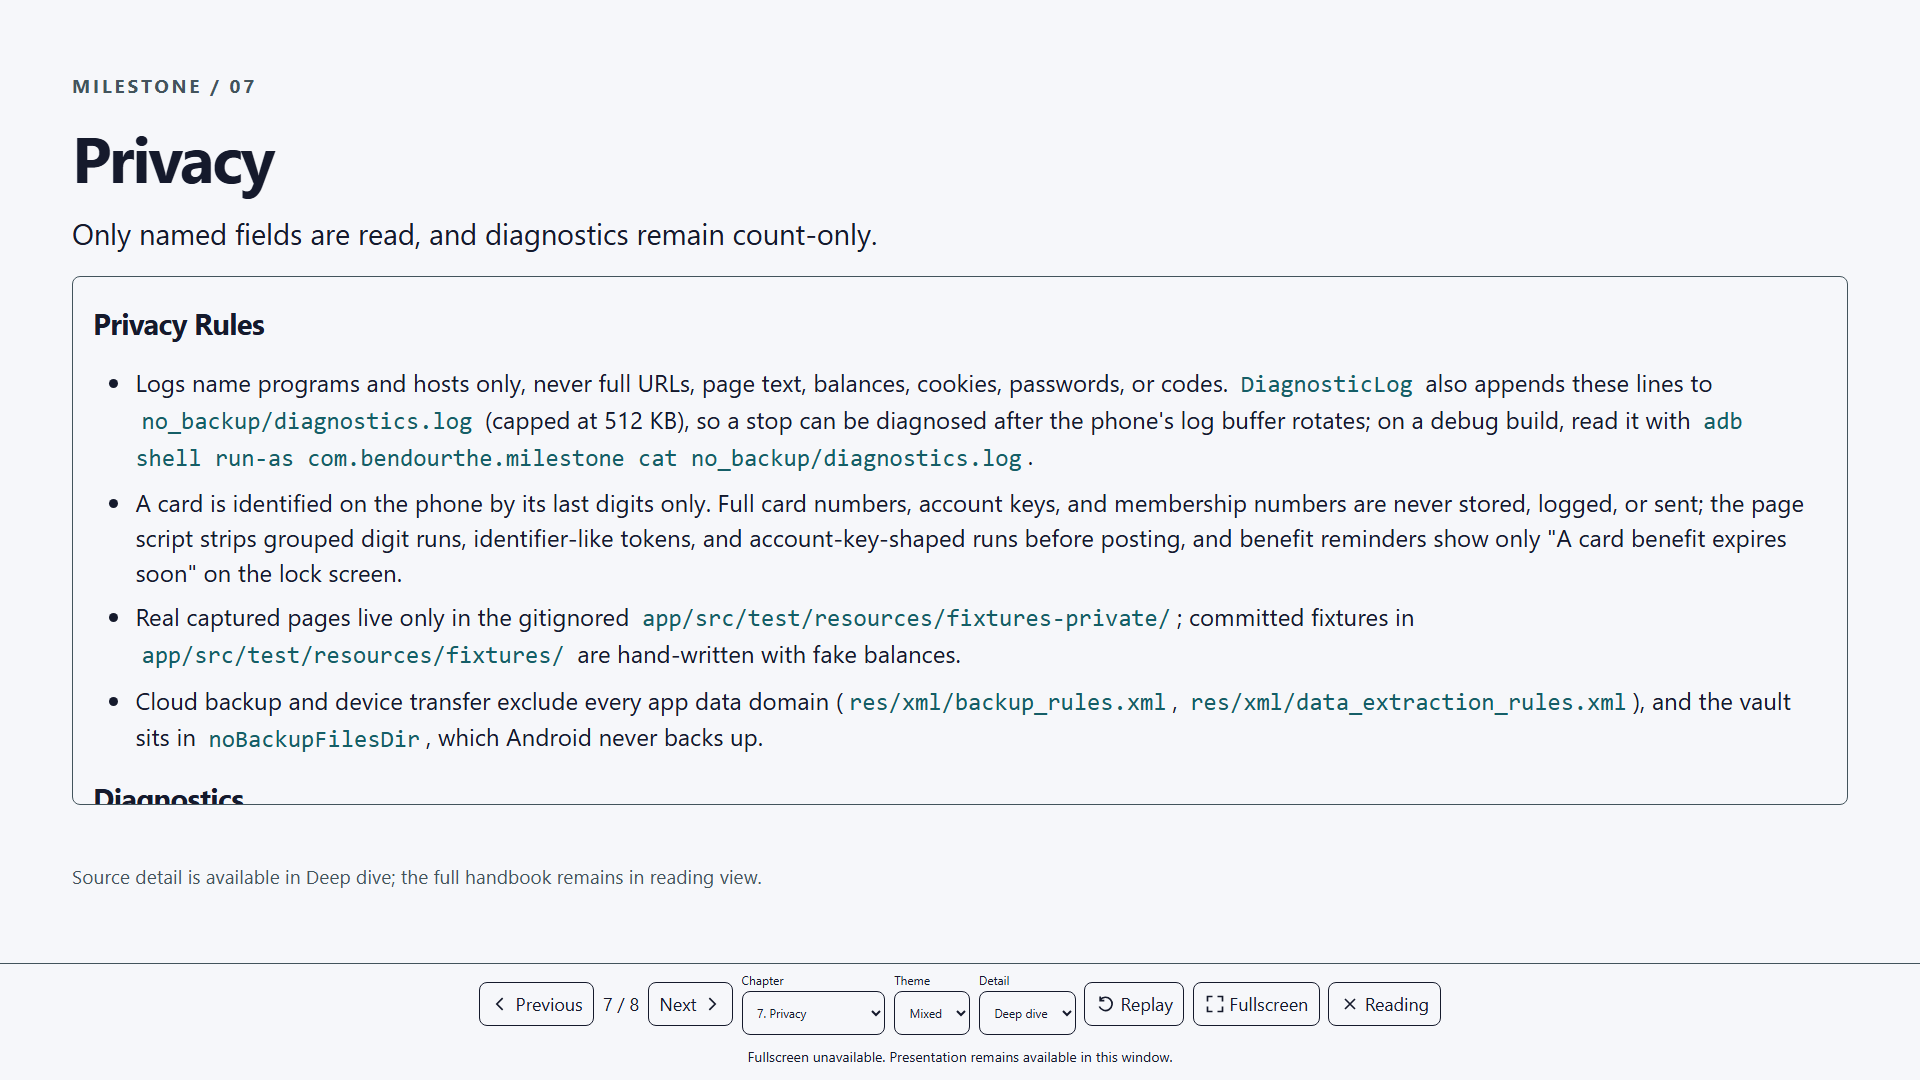 MILESTONE / 07
Privacy
Only named fields are read, and diagnostics remain count-only.
Privacy Rules
Logs name programs and hosts only, never full URLs, page text, balances, cookies, passwords, or codes. DiagnosticLog also appends these lines to
no_backup/diagnostics.log (capped at 512 KB), so a stop can be diagnosed after the phone's log buffer rotates; on a debug build, read it with adb
shell run-as com.bendourthe.milestone cat no_backup/diagnostics.log.
A card is identified on the phone by its last digits only. Full card numbers, account keys, and membership numbers are never stored, logged, or sent; the page
script strips grouped digit runs, identifier-like tokens, and account-key-shaped runs before posting, and benefit reminders show only "A card benefit expires
soon" on the lock screen.
Real captured pages live only in the gitignored app/src/test/resources/fixtures-private/; committed fixtures in
app/src/test/resources/fixtures/ are hand-written with fake balances.
Cloud backup and device transfer exclude every app data domain (res/xml/backup_rules.xml, res/xml/data_extraction_rules.xml), and the vault
sits in noBackupFilesDir, which Android never backs up.
Diagnostics
Source detail is available in Deep dive; the full handbook remains in reading view.
Chapter Theme Detail
Previous 7 / 8 Next 7. Privacy Mixed Deep dive Replay Fullscreen Reading
Fullscreen unavailable. Presentation remains available in this window.